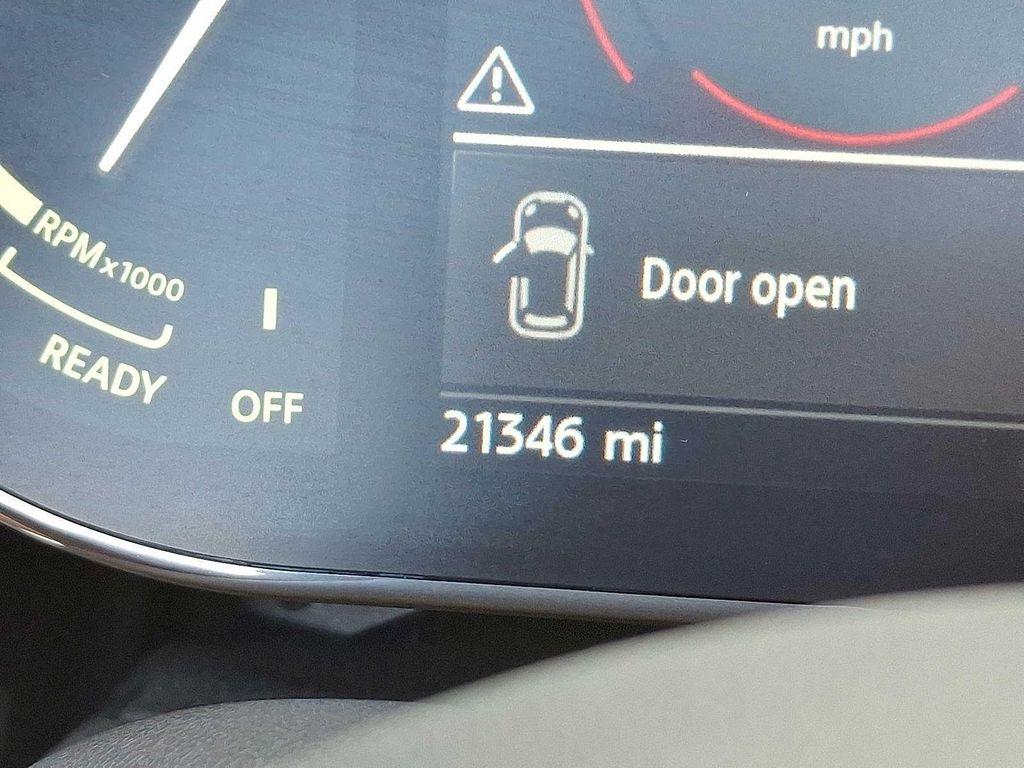 mph
Door open
RPMx1000
READY
OFF
21346 mi